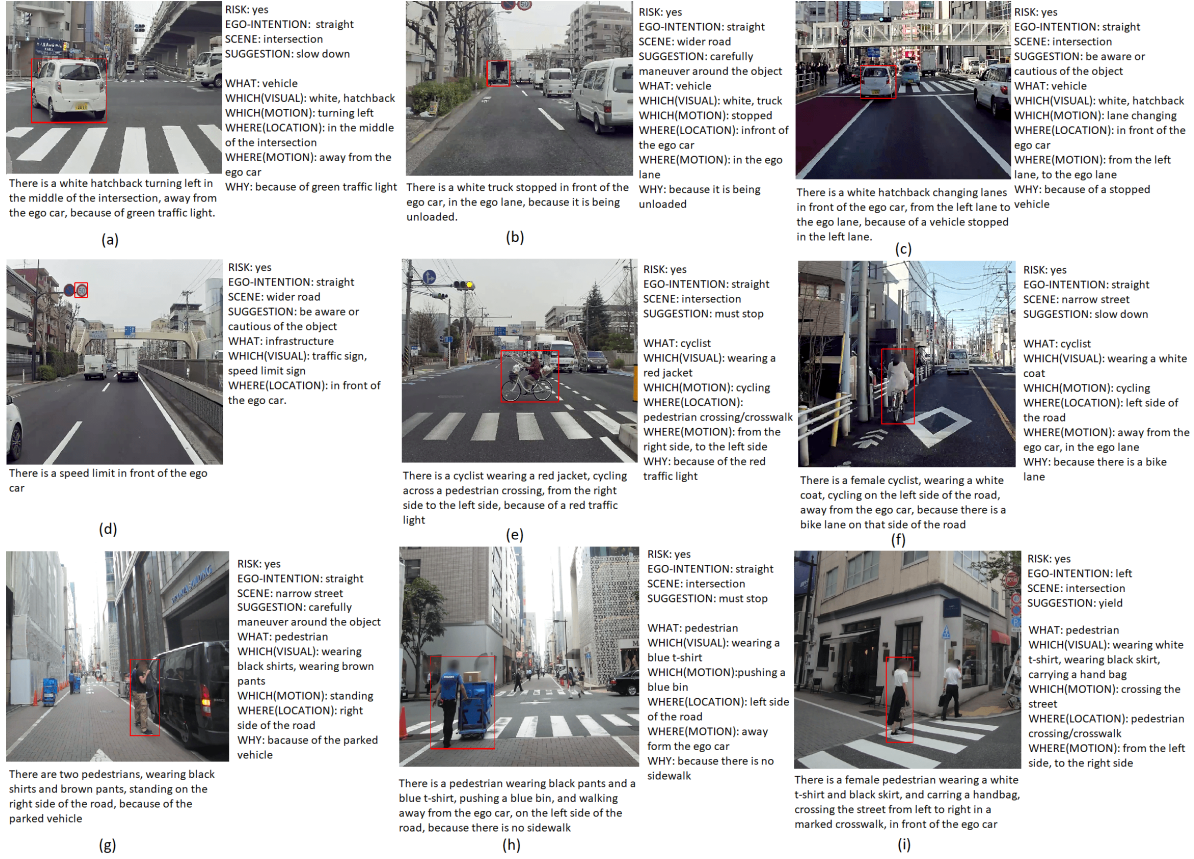 RISK: yes
EGO-INTENTION: straight
SCENE: intersection
SUGGESTION: slow down
WHAT: vehicle
WHICH(VISUAL): white, hatchback
WHICH(MOTION): turning left
WHERE(LOCATION): in the middle
of the intersection
WHERE(MOTION): away from the
ego car
WHY: because of green traffic light
There is a white hatchback turning left in
the middle of the intersection, away from
the ego car, because of green traffic light.
(a)
RISK: yes
EGO-INTENTION: straight
SCENE: wider road
SUGGESTION: carefully
maneuver around the object
WHAT: vehicle
WHICH(VISUAL): white, truck
WHICH(MOTION): stopped
WHERE(LOCATION): infront of
the ego car
WHERE(MOTION): in the ego
lane
WHY: because it is being
unloaded
There is a white truck stopped in front of the
ego car, in the ego lane, because it is being
unloaded.
(b)
RISK: yes
EGO-INTENTION: straight
SCENE: intersection
SUGGESTION: be aware or
cautious of the object
WHAT: vehicle
WHICH(VISUAL): white, hatchback
WHICH(MOTION): lane changing
WHERE(LOCATION): in front of the
ego car
WHERE(MOTION): from the left
lane, to the ego lane
WHY: because of a stopped
vehicle
There is a white hatchback changing lanes
in front of the ego car, from the left lane to
the ego lane, because of a vehicle stopped
in the left lane.
(c)
RISK: yes
EGO-INTENTION: straight
SCENE: wider road
SUGGESTION: be aware or
cautious of the object
WHAT: infrastructure
WHICH(VISUAL): traffic sign,
speed limit sign
WHERE(LOCATION): in front of
the ego car.
There is a speed limit in front of the ego
car
(d)
RISK: yes
EGO-INTENTION: straight
SCENE: intersection
SUGGESTION: must stop
WHAT: cyclist
WHICH(VISUAL): wearing a
red jacket
WHICH(MOTION): cycling
WHERE(LOCATION):
pedestrian crossing/crosswalk
WHERE(MOTION): from the
right side, to the left side
WHY: because of the red
traffic light
There is a cyclist wearing a red jacket, cycling
across a pedestrian crossing, from the right
side to the left side, because of a red traffic
light
(e)
RISK: yes
EGO-INTENTION: straight
SCENE: narrow street
SUGGESTION: slow down
WHAT: cyclist
WHICH(VISUAL): wearing a white
coat
WHICH(MOTION): cycling
WHERE(LOCATION): left side of
the road
WHERE(MOTION): away from the
ego car, in the ego lane
WHY: because there is a bike
lane
There is a female cyclist, wearing a white
coat, cycling on the left side of the road,
away from the ego car, because there is a
bike lane on that side of the road
(f)
RISK: yes
EGO-INTENTION: straight
SCENE: narrow street
SUGGESTION: carefully
maneuver around the object
WHAT: pedestrian
WHICH(VISUAL): wearing
black shirts, wearing brown
pants
WHICH(MOTION): standing
WHERE(LOCATION): right
side of the road
WHY: bacause of the parked
vehicle
There are two pedestrians, wearing black
shirts and brown pants, standing on the
right side of the road, because of the
parked vehicle
(g)
RISK: yes
EGO-INTENTION: straight
SCENE: intersection
SUGGESTION: must stop
WHAT: pedestrian
WHICH(VISUAL): wearing a
blue t-shirt
WHICH(MOTION):pushing a
blue bin
WHERE(LOCATION): left side
of the road
WHERE(MOTION): away
form the ego car
WHY: because there is no
sidewalk
There is a pedestrian wearing black pants and a
blue t-shirt, pushing a blue bin, and walking
away from the ego car, on the left side of the
road, because there is no sidewalk
(h)
RISK: yes
EGO-INTENTION: left
SCENE: intersection
SUGGESTION: yield
WHAT: pedestrian
WHICH(VISUAL): wearing white
t-shirt, wearing black skirt,
carrying a hand bag
WHICH(MOTION): crossing the
street
WHERE(LOCATION): pedestrian
crossing/crosswalk
WHERE(MOTION): from the left
side, to the right side
There is a female pedestrian wearing a white
t-shirt and black skirt, and carring a handbag,
crossing the street from left to right in a
marked crosswalk, in front of the ego car
(i)